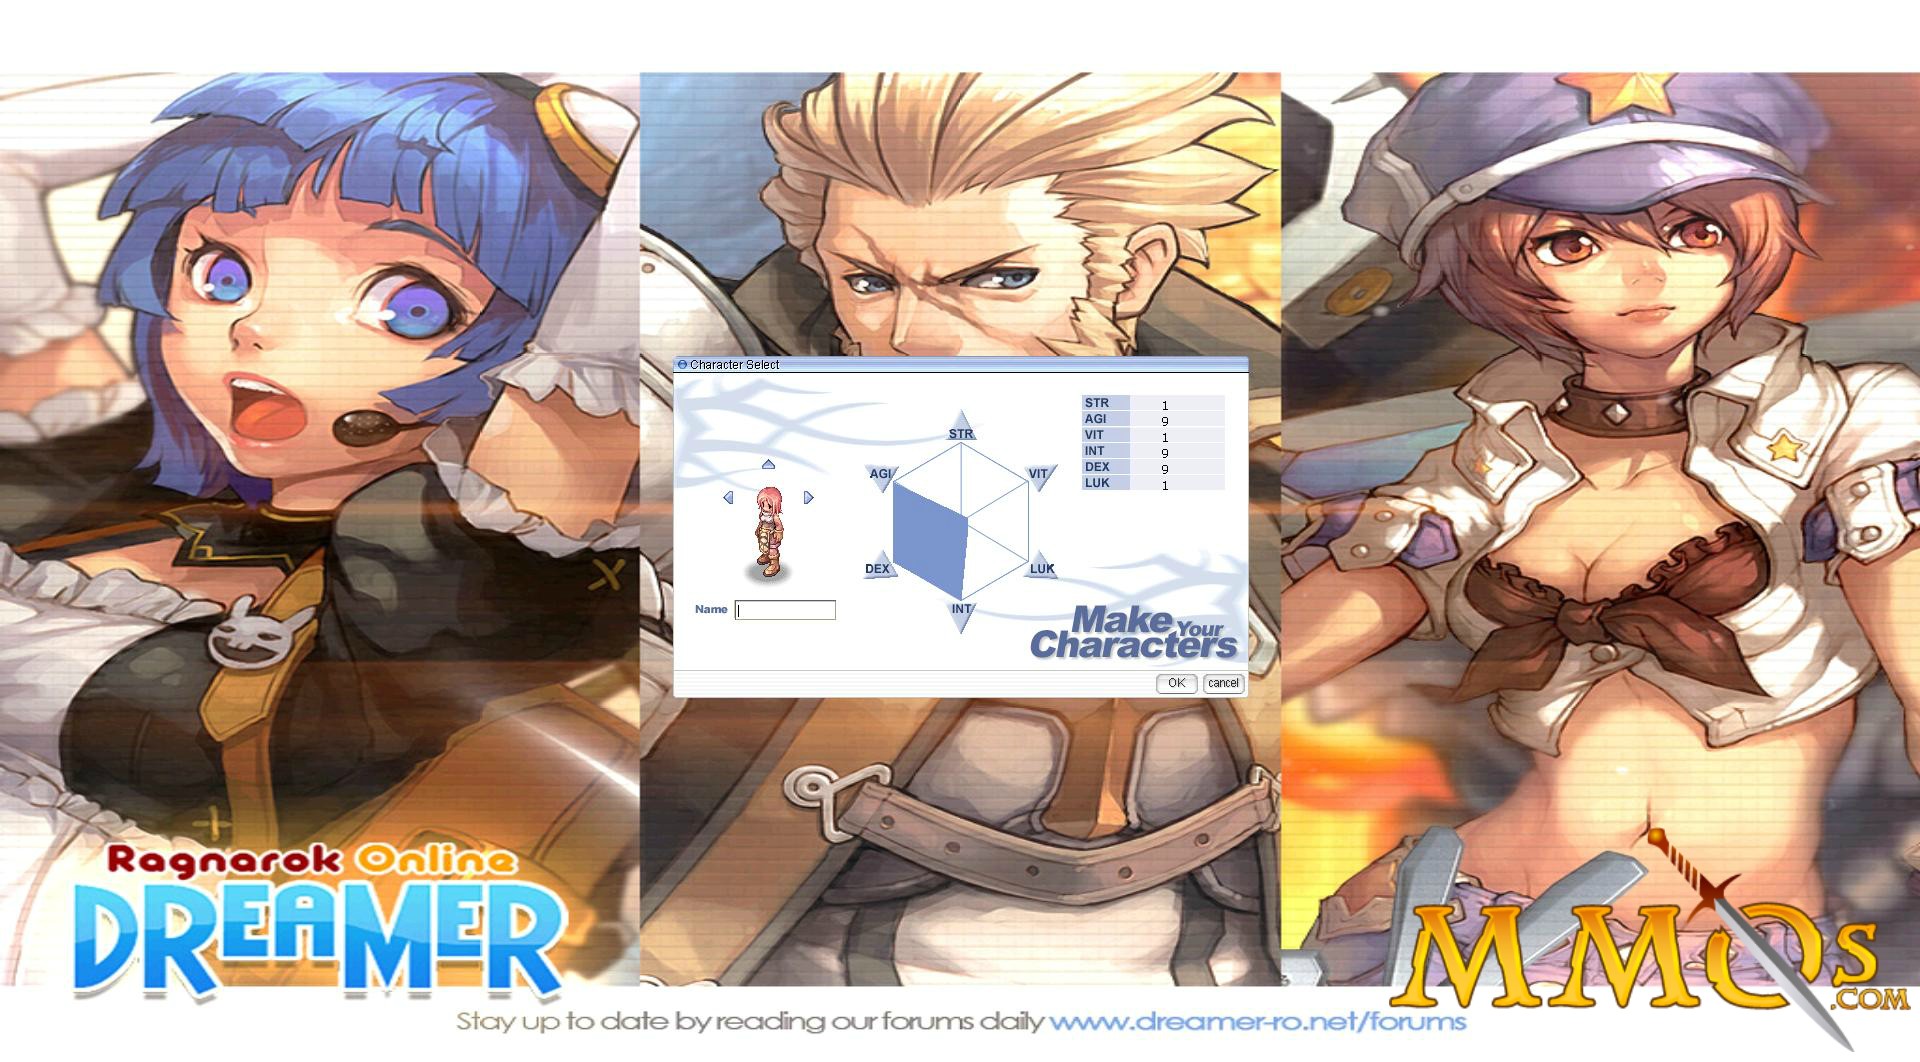 Character Select
STR 1
AGI 9
VIT 1
INT 9
DEX 9
LUK 1
STR
AGI
VIT
DEX
LUK
INT
Name
Make Your
Characters
OK cancel
Ragnarok Online
DREAMER
MMOs
.COM
Stay up to date by reading our forums daily www.dreamer-ro.net/forums